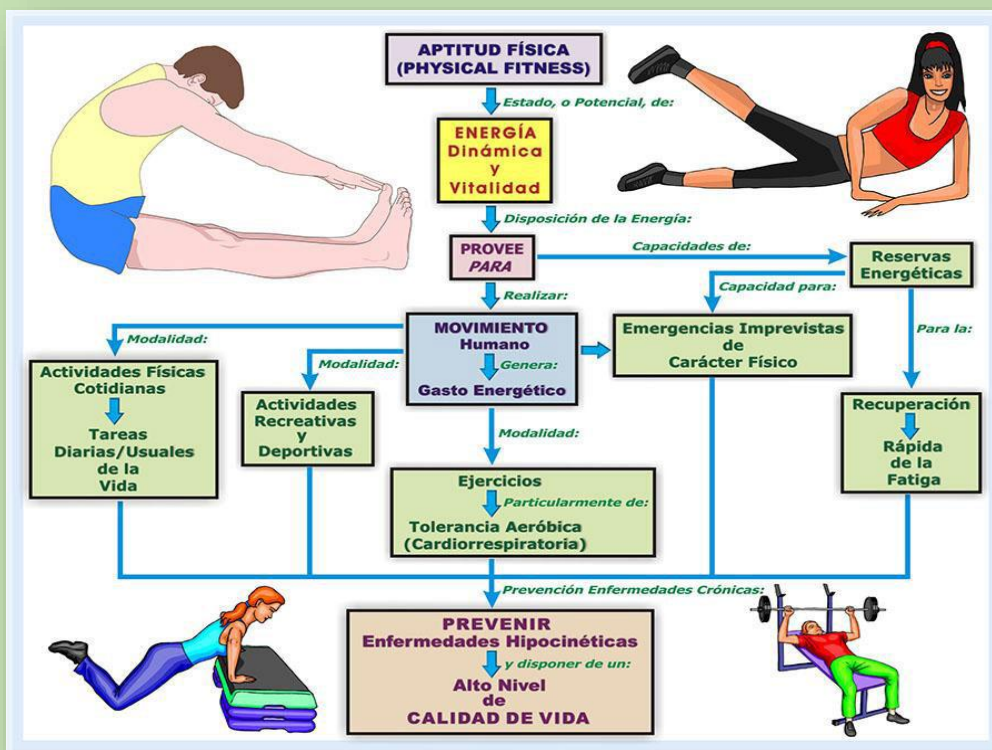 APTITUD FÍSICA
(PHYSICAL FITNESS)
Estado, o Potencial, de:
ENERGÍA
Dinámica
y
Vitalidad
Disposición de la Energía:
PROVEE
PARA
Capacidades de:
Reservas
Energéticas
Realizar:
Capacidad para:
Para la:
MOVIMIENTO
Humano
Genera:
Gasto Energético
Emergencias Imprevistas
de
Carácter Físico
Modalidad:
Actividades Físicas
Cotidianas
Tareas
Diarias/Usuales
de la
Vida
Modalidad:
Actividades
Recreativas
y
Deportivas
Modalidad:
Ejercicios
Particularmente de:
Tolerancia Aeróbica
(Cardiorrespiratoria)
Recuperación
Rápida
de la
Fatiga
Prevención Enfermedades Crónicas:
PREVENIR
Enfermedades Hipocinéticas
y disponer de un:
Alto Nivel
de
CALIDAD DE VIDA